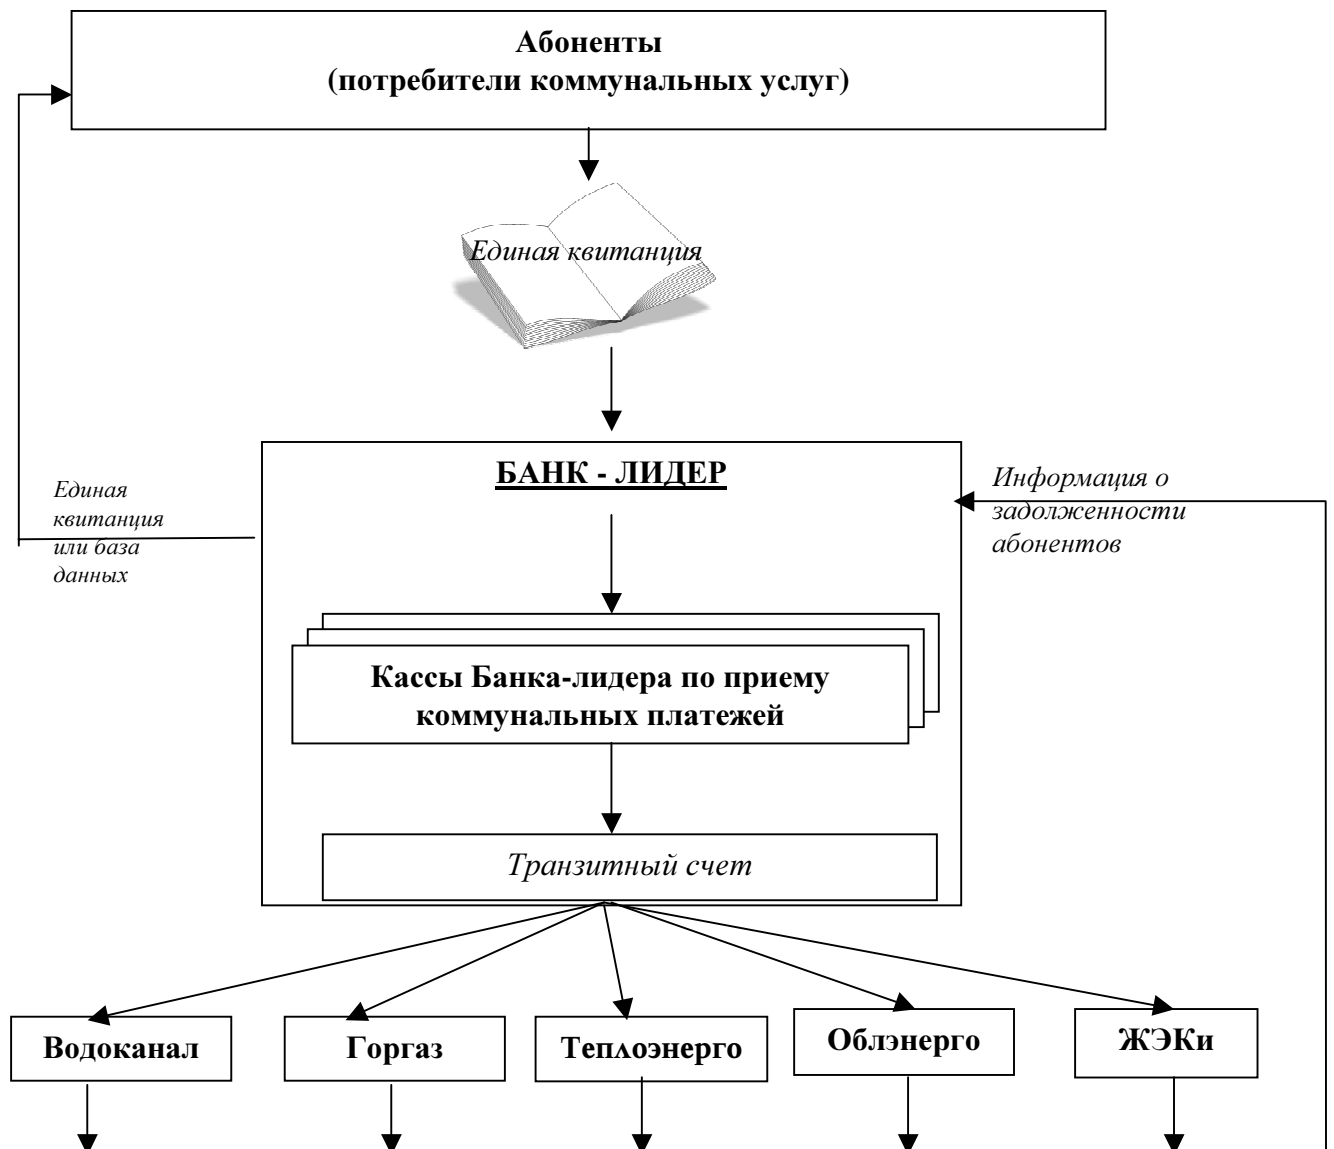 Абоненты
(потребители коммунальных услуг)
Единая квитанция
БАНК - ЛИДЕР
Единая
квитанция
или база
данных
Информация о
задолженности
абонентов
Кассы Банка-лидера по приему
коммунальных платежей
Транзитный счет
Водоканал
Горгаз
Теплоэнерго
Облэнерго
ЖЭКи